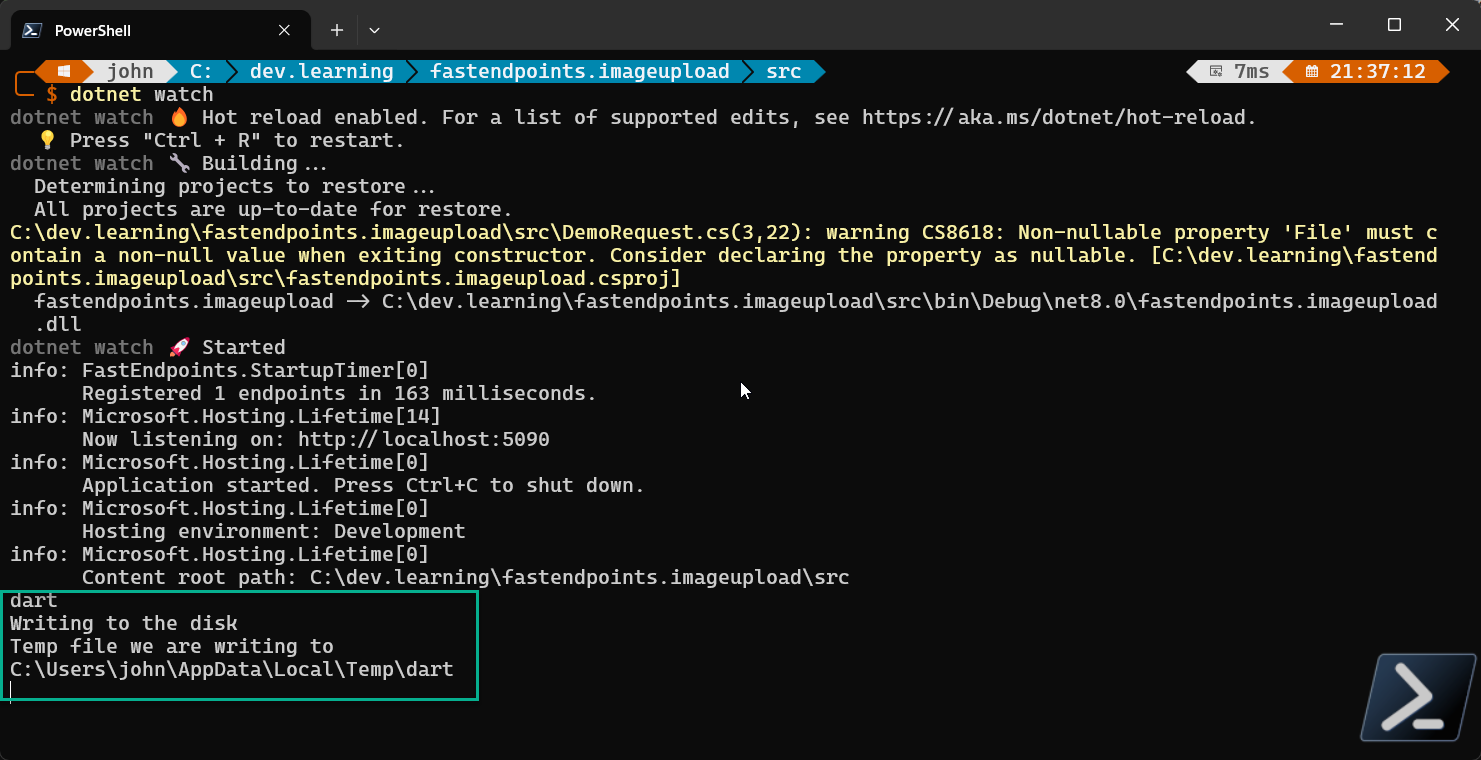 PowerShell
john C: dev.learning fastendpoints.imageupload src 7ms 21:37:12
$ dotnet watch
dotnet watch 🔥 Hot reload enabled. For a list of supported edits, see https://aka.ms/dotnet/hot-reload.
💡 Press "Ctrl + R" to restart.
dotnet watch 🔧 Building...
Determining projects to restore...
All projects are up-to-date for restore.
C:\dev.learning\fastendpoints.imageupload\src\DemoRequest.cs(3,22): warning CS8618: Non-nullable property 'File' must c
ontain a non-null value when exiting constructor. Consider declaring the property as nullable. [C:\dev.learning\fastend
points.imageupload\src\fastendpoints.imageupload.csproj]
fastendpoints.imageupload -> C:\dev.learning\fastendpoints.imageupload\src\bin\Debug\net8.0\fastendpoints.imageupload
.dll
dotnet watch 🚀 Started
info: FastEndpoints.StartupTimer[0]
Registered 1 endpoints in 163 milliseconds.
info: Microsoft.Hosting.Lifetime[14]
Now listening on: http://localhost:5090
info: Microsoft.Hosting.Lifetime[0]
Application started. Press Ctrl+C to shut down.
info: Microsoft.Hosting.Lifetime[0]
Hosting environment: Development
info: Microsoft.Hosting.Lifetime[0]
Content root path: C:\dev.learning\fastendpoints.imageupload\src
dart
Writing to the disk
Temp file we are writing to
C:\Users\john\AppData\Local\Temp\dart